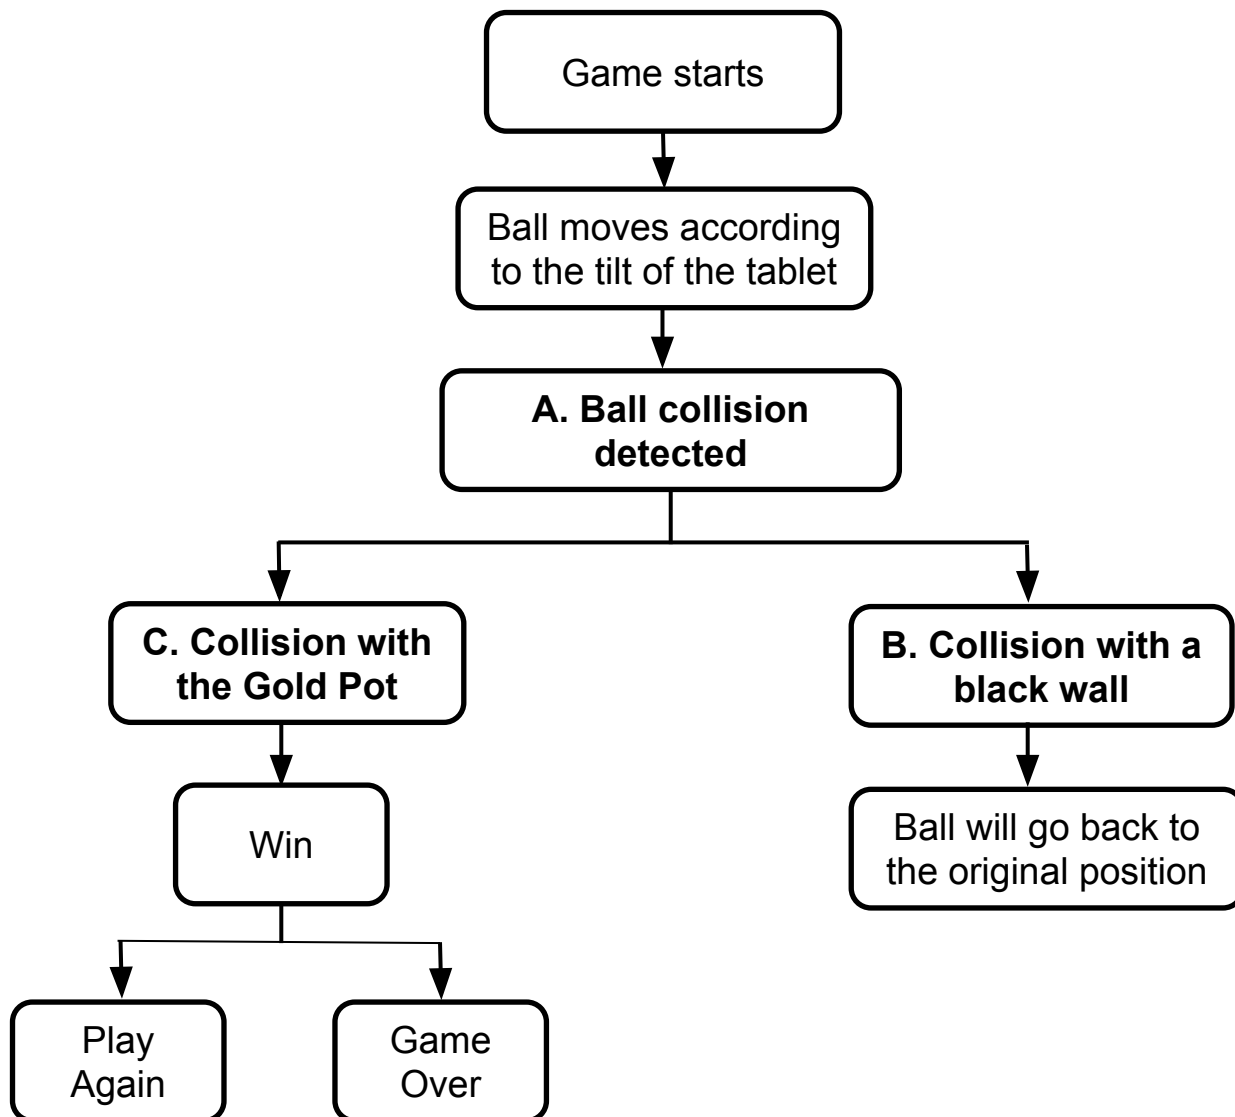 Game starts
Ball moves according
to the tilt of the tablet
A. Ball collision
detected
C. Collision with
the Gold Pot
B. Collision with a
black wall
Win
Ball will go back to
the original position
Play
Again
Game
Over